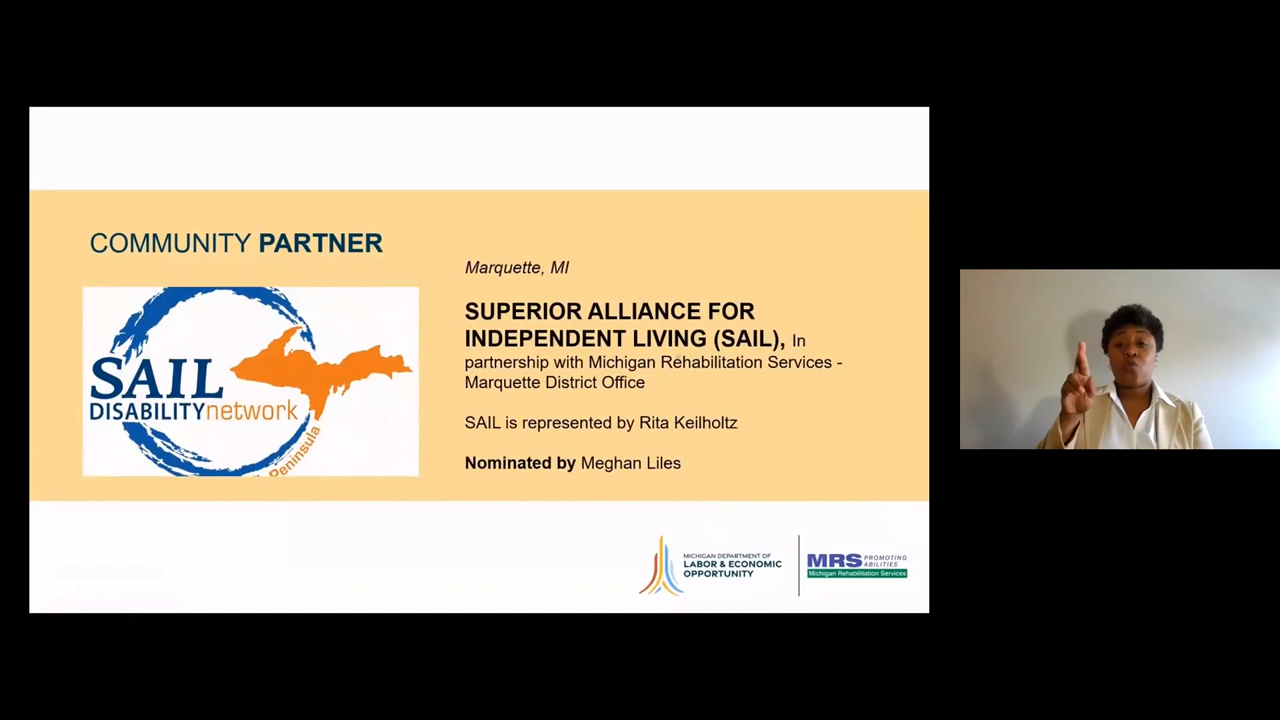 COMMUNITY PARTNER
SAIL
DISABILITYnetwork
Peninsula
Marquette, MI
SUPERIOR ALLIANCE FOR
INDEPENDENT LIVING (SAIL), In
partnership with Michigan Rehabilitation Services -
Marquette District Office
SAIL is represented by Rita Keilholtz
Nominated by Meghan Liles
MICHIGAN DEPARTMENT OF
LABOR & ECONOMIC
OPPORTUNITY
MRS PROMOTING
ABILITIES
Michigan Rehabilitation Services